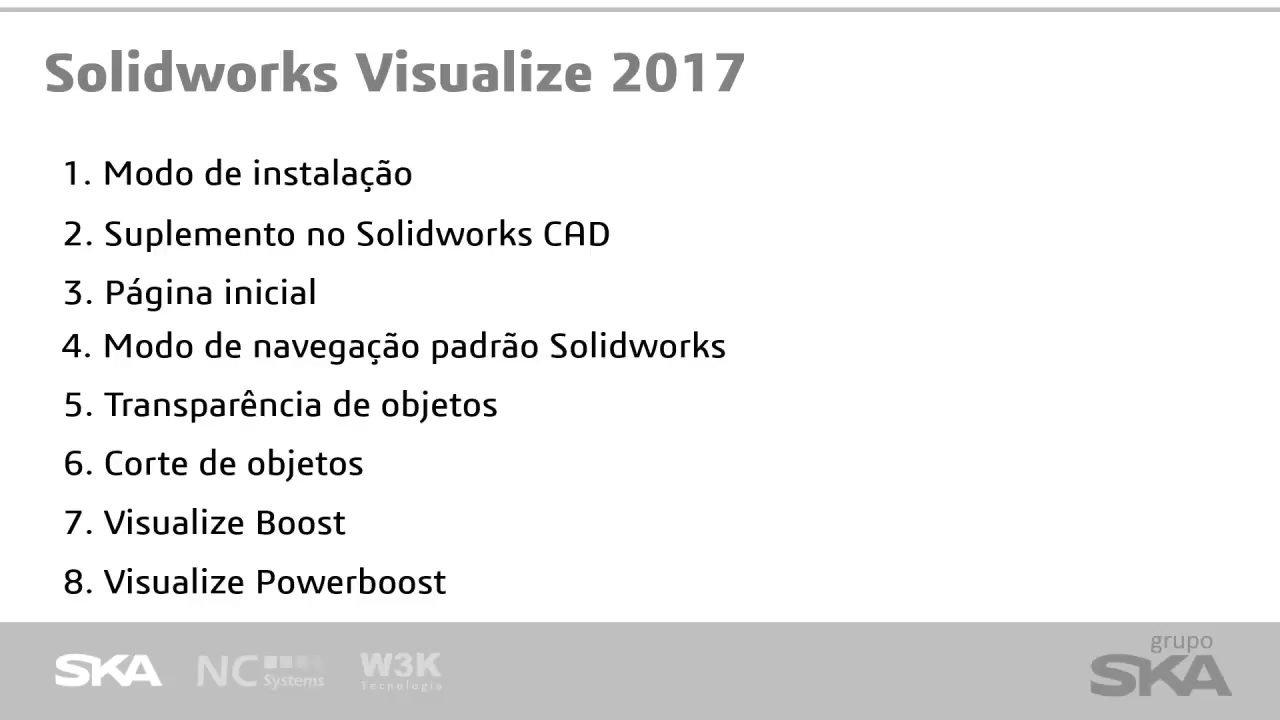 Solidworks Visualize 2017
1. Modo de instalação
2. Suplemento no Solidworks CAD
3. Página inicial
4. Modo de navegação padrão Solidworks
5. Transparência de objetos
6. Corte de objetos
7. Visualize Boost
8. Visualize Powerboost
SKA NC Systems W3K Tecnologia
grupo SKA